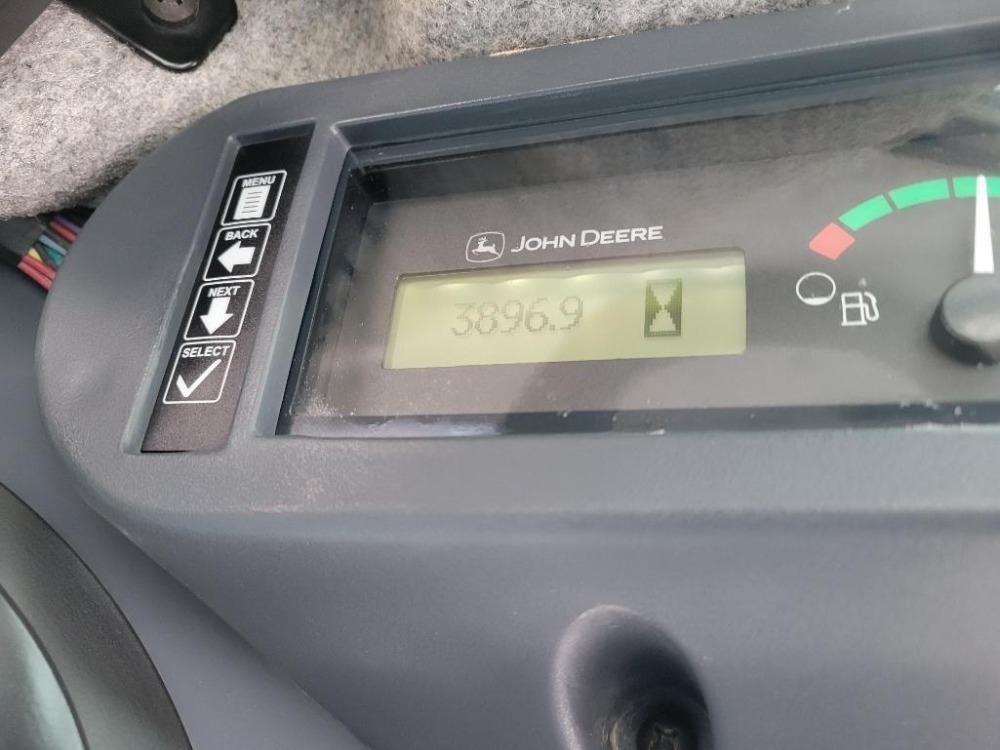 MENU
BACK
NEXT
SELECT
JOHN DEERE
3896.9